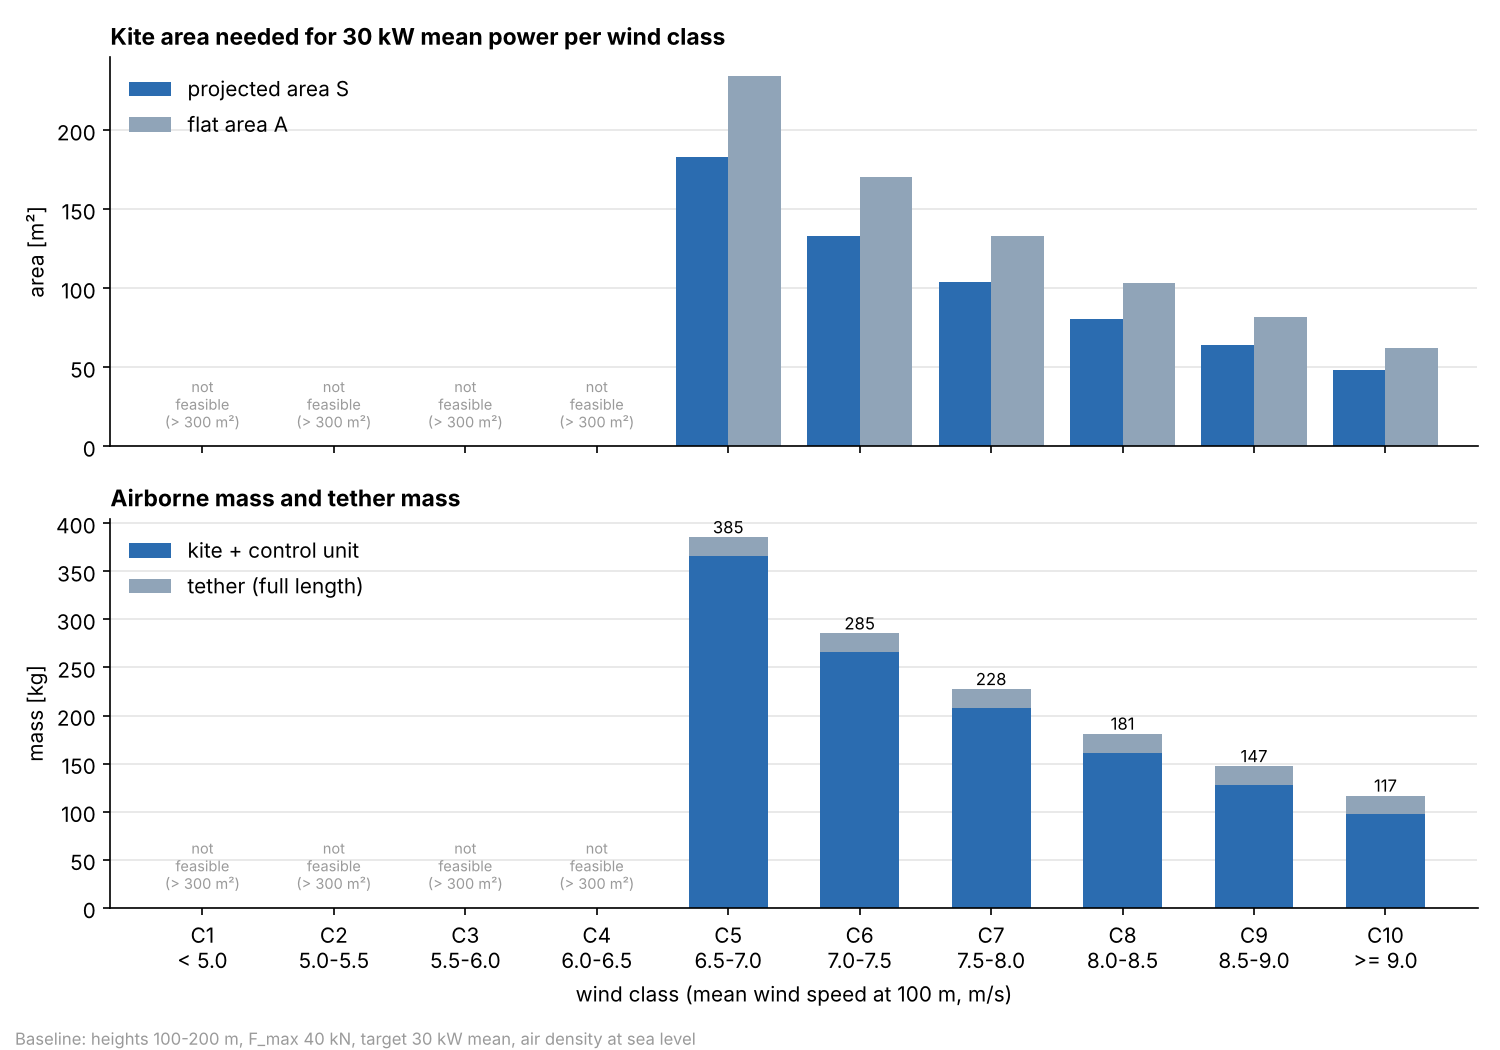 Kite area needed for 30 kW mean power per wind class
projected area S
flat area A
area [m²]
200
150
100
50
0
not
feasible
(> 300 m²)
not
feasible
(> 300 m²)
not
feasible
(> 300 m²)
not
feasible
(> 300 m²)
Airborne mass and tether mass
kite + control unit
tether (full length)
mass [kg]
400
350
300
250
200
150
100
50
0
385
285
228
181
147
117
not
feasible
(> 300 m²)
not
feasible
(> 300 m²)
not
feasible
(> 300 m²)
not
feasible
(> 300 m²)
C1
< 5.0
C2
5.0-5.5
C3
5.5-6.0
C4
6.0-6.5
C5
6.5-7.0
C6
7.0-7.5
C7
7.5-8.0
C8
8.0-8.5
C9
8.5-9.0
C10
>= 9.0
wind class (mean wind speed at 100 m, m/s)
Baseline: heights 100-200 m, F_max 40 kN, target 30 kW mean, air density at sea level